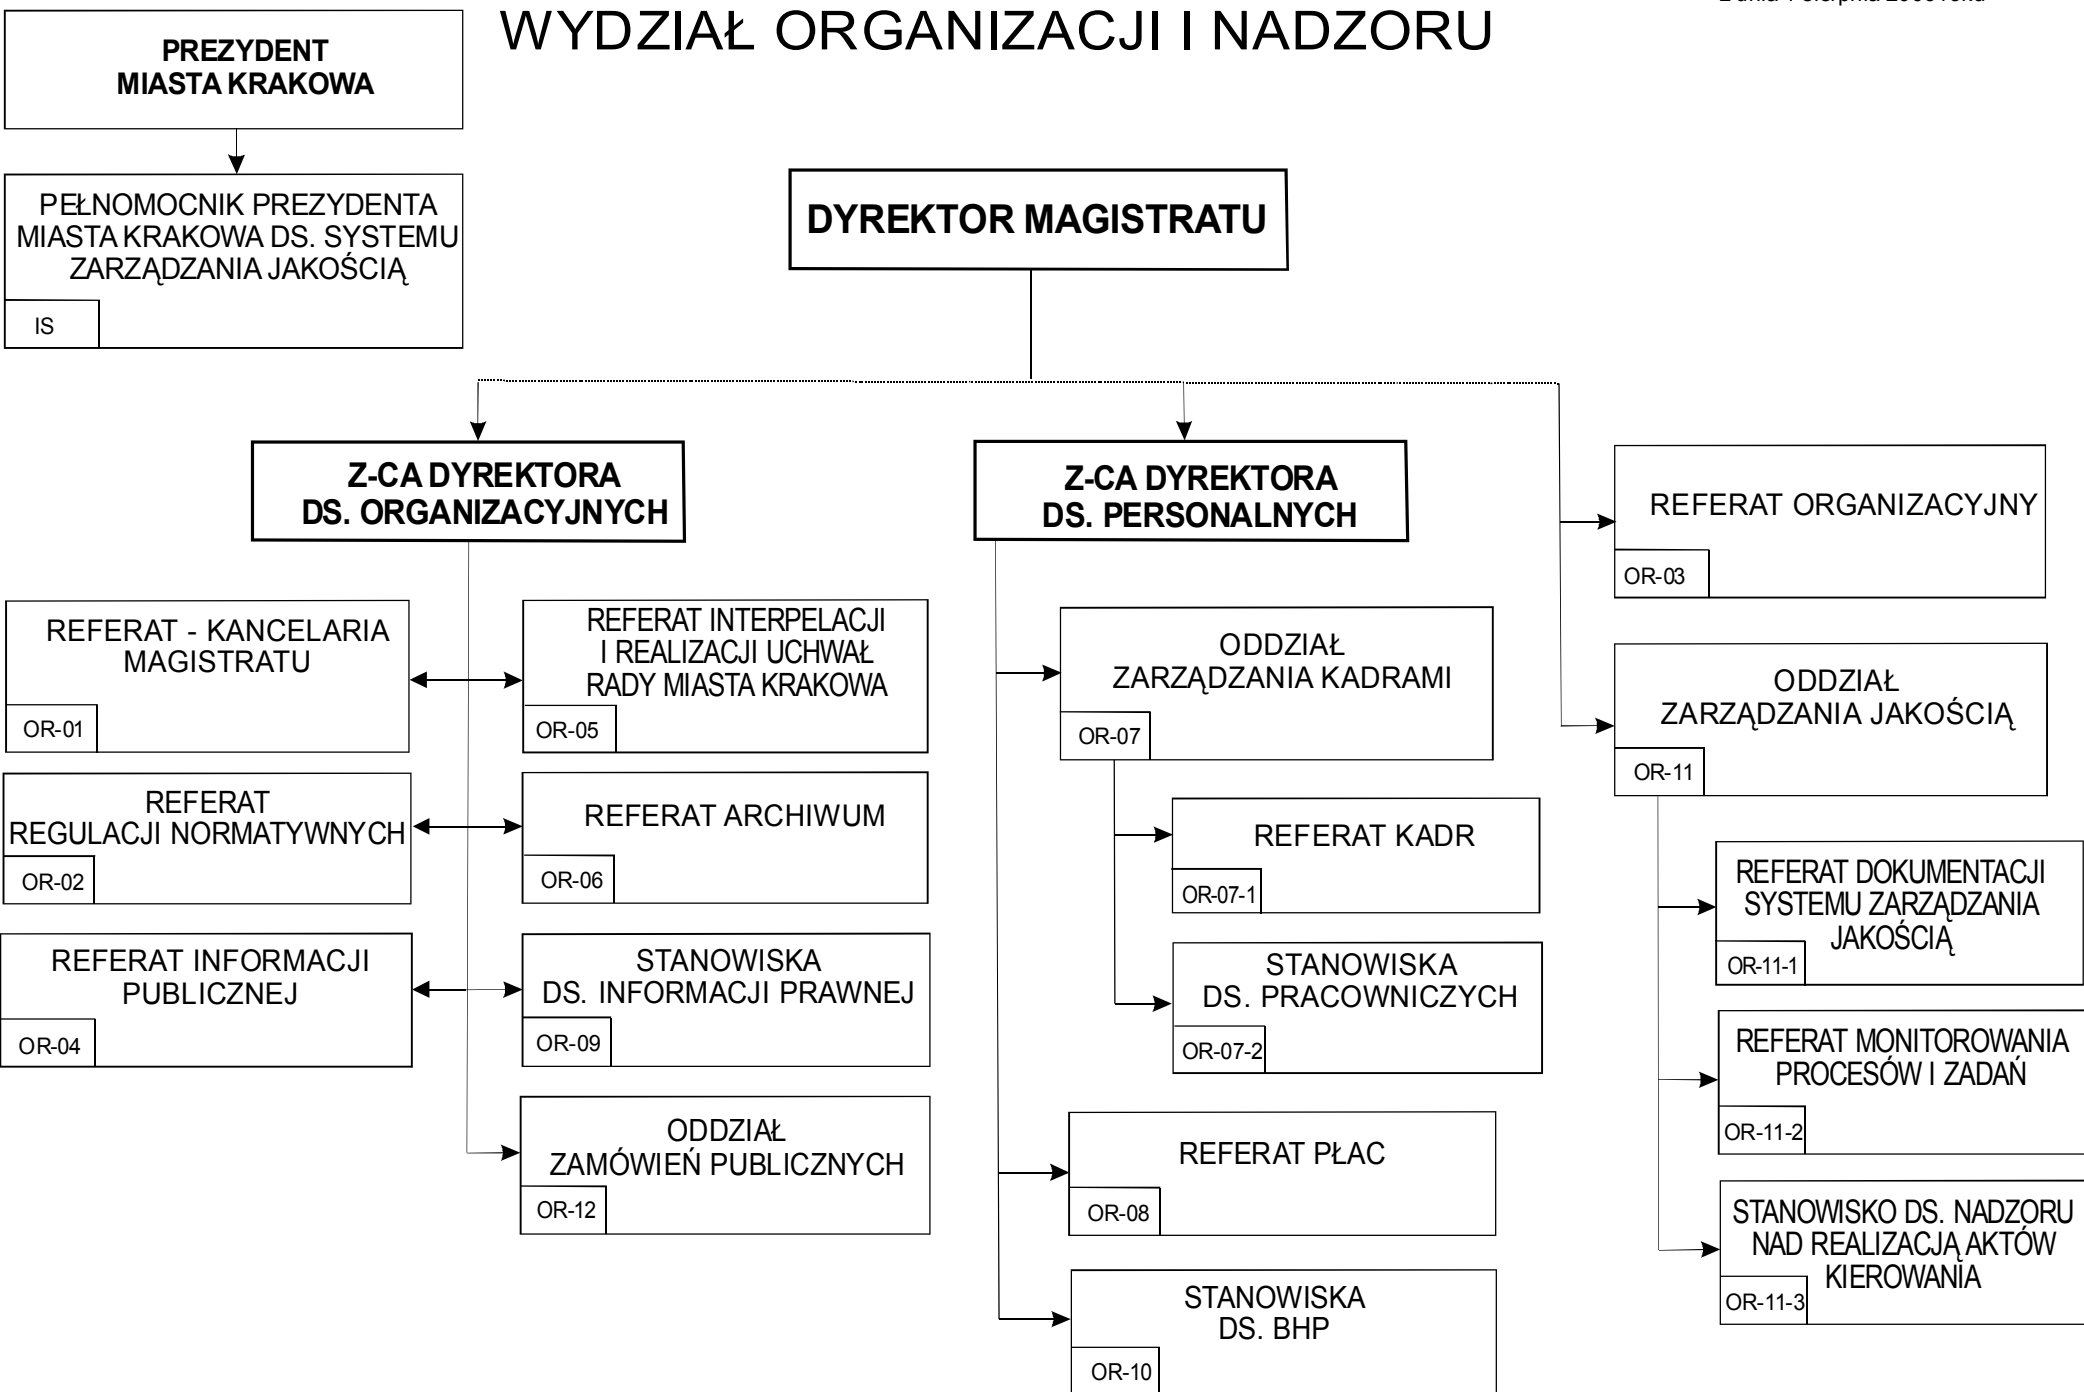 WYDZIAŁ ORGANIZACJI I NADZORU
PREZYDENT
MIASTA KRAKOWA
PEŁNOMOCNIK PREZYDENTA
MIASTA KRAKOWA DS. SYSTEMU
ZARZĄDZANIA JAKOŚCIĄ
IS
DYREKTOR MAGISTRATU
Z-CA DYREKTORA
DS. ORGANIZACYJNYCH
Z-CA DYREKTORA
DS. PERSONALNYCH
REFERAT ORGANIZACYJNY
OR-03
REFERAT - KANCELARIA
MAGISTRATU
OR-01
REFERAT INTERPELACJI
I REALIZACJI UCHWAŁ
RADY MIASTA KRAKOWA
OR-05
ODDZIAŁ
ZARZĄDZANIA KADRAMI
OR-07
ODDZIAŁ
ZARZĄDZANIA JAKOŚCIĄ
OR-11
REFERAT
REGULACJI NORMATYWNYCH
OR-02
REFERAT ARCHIWUM
OR-06
REFERAT KADR
OR-07-1
REFERAT DOKUMENTACJI
SYSTEMU ZARZĄDZANIA
JAKOŚCIĄ
OR-11-1
REFERAT INFORMACJI
PUBLICZNEJ
OR-04
STANOWISKA
DS. INFORMACJI PRAWNEJ
OR-09
STANOWISKA
DS. PRACOWNICZYCH
OR-07-2
REFERAT MONITOROWANIA
PROCESÓW I ZADAŃ
OR-11-2
ODDZIAŁ
ZAMÓWIEŃ PUBLICZNYCH
OR-12
REFERAT PŁAC
OR-08
STANOWISKO DS. NADZORU
NAD REALIZACJĄ AKTÓW
KIEROWANIA
OR-11-3
STANOWISKA
DS. BHP
OR-10